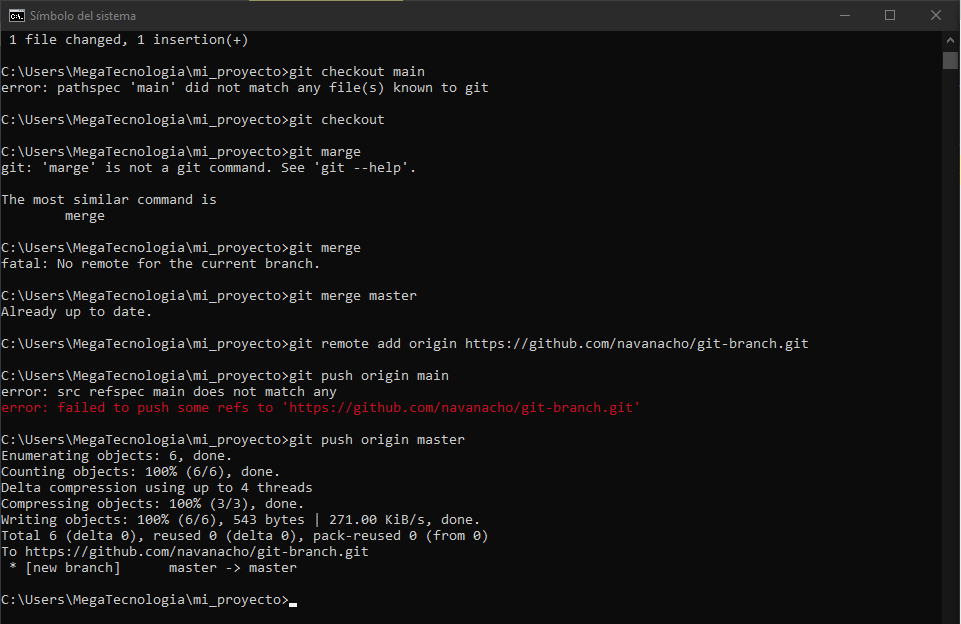 Símbolo del sistema
1 file changed, 1 insertion(+)
C:\Users\MegaTecnologia\mi_proyecto>git checkout main
error: pathspec 'main' did not match any file(s) known to git
C:\Users\MegaTecnologia\mi_proyecto>git checkout
C:\Users\MegaTecnologia\mi_proyecto>git marge
git: 'marge' is not a git command. See 'git --help'.
The most similar command is
merge
C:\Users\MegaTecnologia\mi_proyecto>git merge
fatal: No remote for the current branch.
C:\Users\MegaTecnologia\mi_proyecto>git merge master
Already up to date.
C:\Users\MegaTecnologia\mi_proyecto>git remote add origin https://github.com/navanacho/git-branch.git
C:\Users\MegaTecnologia\mi_proyecto>git push origin main
error: src refspec main does not match any
error: failed to push some refs to 'https://github.com/navanacho/git-branch.git'
C:\Users\MegaTecnologia\mi_proyecto>git push origin master
Enumerating objects: 6, done.
Counting objects: 100% (6/6), done.
Delta compression using up to 4 threads
Compressing objects: 100% (3/3), done.
Writing objects: 100% (6/6), 543 bytes | 271.00 KiB/s, done.
Total 6 (delta 0), reused 0 (delta 0), pack-reused 0 (from 0)
To https://github.com/navanacho/git-branch.git
* [new branch]      master -> master
C:\Users\MegaTecnologia\mi_proyecto>